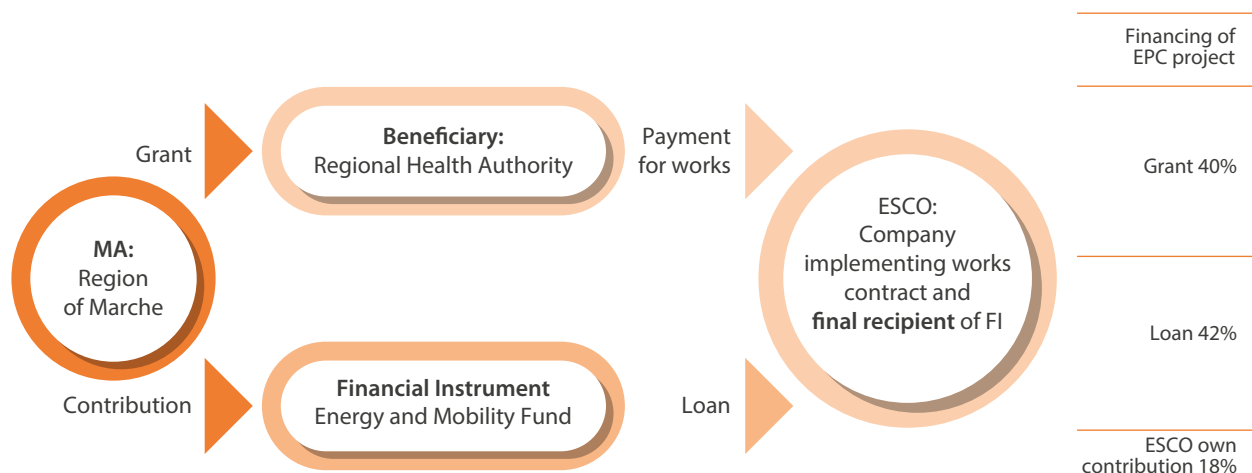 MA:
Region
of Marche
Grant
Contribution
Beneficiary:
Regional Health Authority
Financial Instrument
Energy and Mobility Fund
Payment
for works
Loan
ESCO:
Company
implementing works
contract and
final recipient of FI
Financing of
EPC project
Grant 40%
Loan 42%
ESCO own
contribution 18%